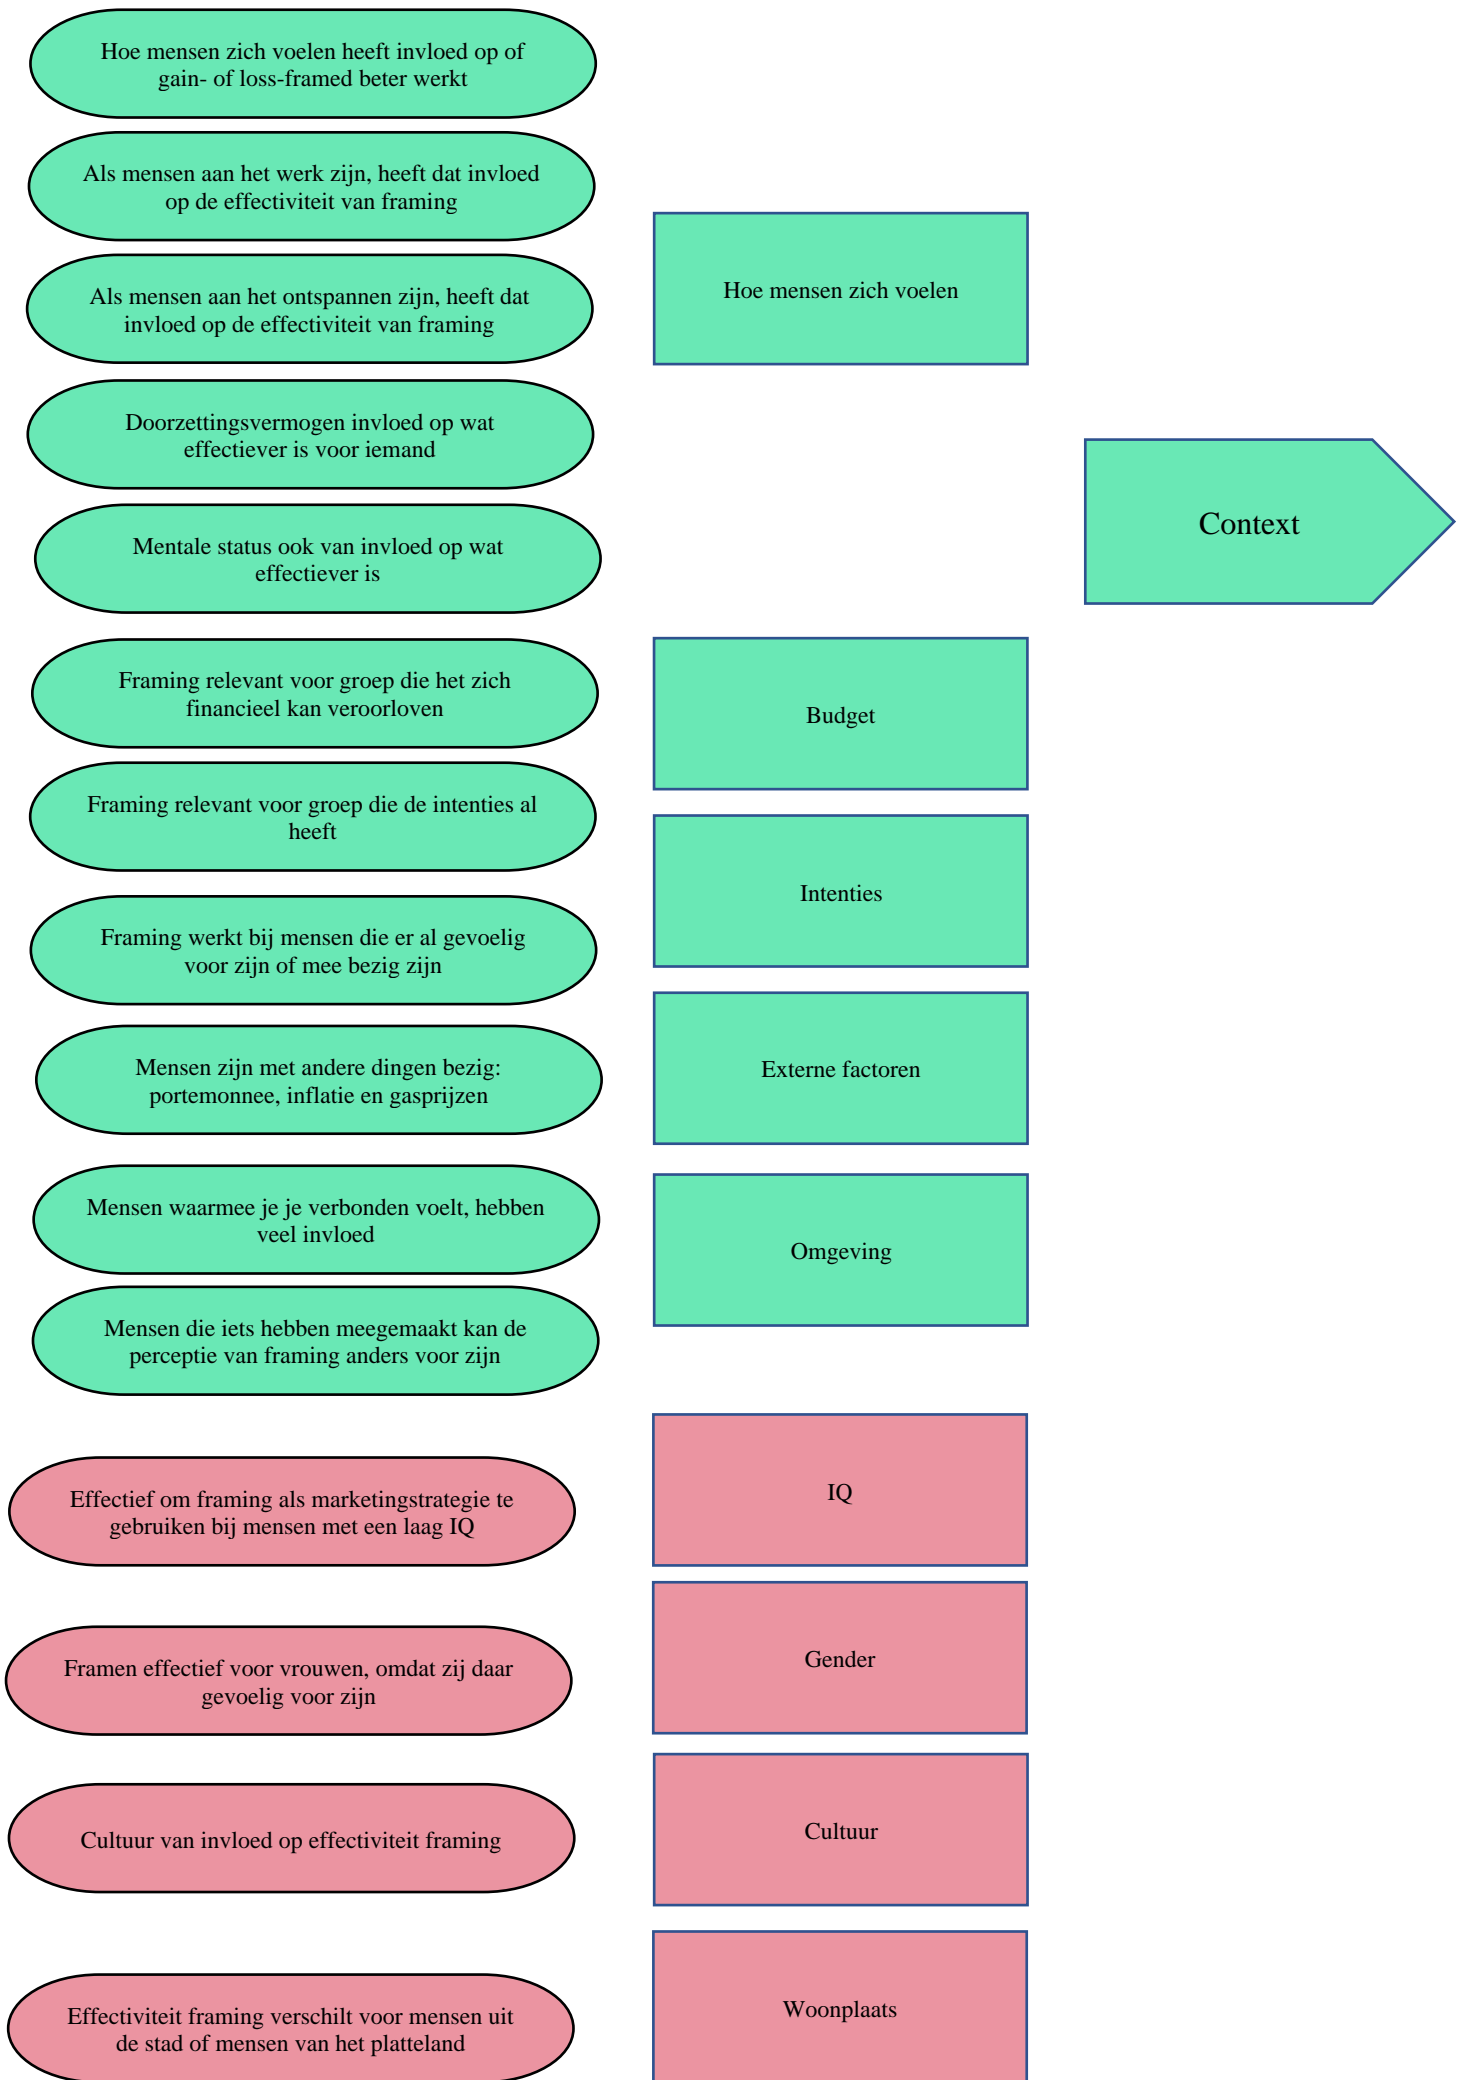 Hoe mensen zich voelen heeft invloed op of
gain- of loss-framed beter werkt
Als mensen aan het werk zijn, heeft dat invloed
op de effectiviteit van framing
Als mensen aan het ontspannen zijn, heeft dat
invloed op de effectiviteit van framing
Doorzettingsvermogen invloed op wat
effectiever is voor iemand
Mentale status ook van invloed op wat
effectiever is
Framing relevant voor groep die het zich
financieel kan veroorloven
Framing relevant voor groep die de intenties al
heeft
Framing werkt bij mensen die er al gevoelig
voor zijn of mee bezig zijn
Mensen zijn met andere dingen bezig:
portemonnee, inflatie en gasprijzen
Mensen waarmee je je verbonden voelt, hebben
veel invloed
Mensen die iets hebben meegemaakt kan de
perceptie van framing anders voor zijn
Effectief om framing als marketingstrategie te
gebruiken bij mensen met een laag IQ
Framen effectief voor vrouwen, omdat zij daar
gevoelig voor zijn
Cultuur van invloed op effectiviteit framing
Effectiviteit framing verschilt voor mensen uit
de stad of mensen van het platteland
Hoe mensen zich voelen
Budget
Intenties
Externe factoren
Omgeving
IQ
Gender
Cultuur
Woonplaats
Context